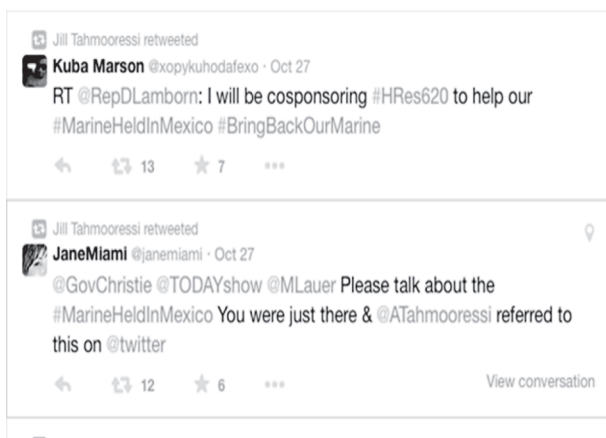 Jill Tahmooressi retweeted
Kuba Marson @xopykuhodafexo · Oct 27
RT @RepDLamborn: I will be cosponsoring #HRes620 to help our
#MarineHeldInMexico #BringBackOurMarine
13 7
Jill Tahmooressi retweeted
JaneMiami @janemiami · Oct 27
@GovChristie @TODAYshow @MLauer Please talk about the
#MarineHeldInMexico You were just there & @ATahmooressi referred to
this on @twitter
12 6 View conversation